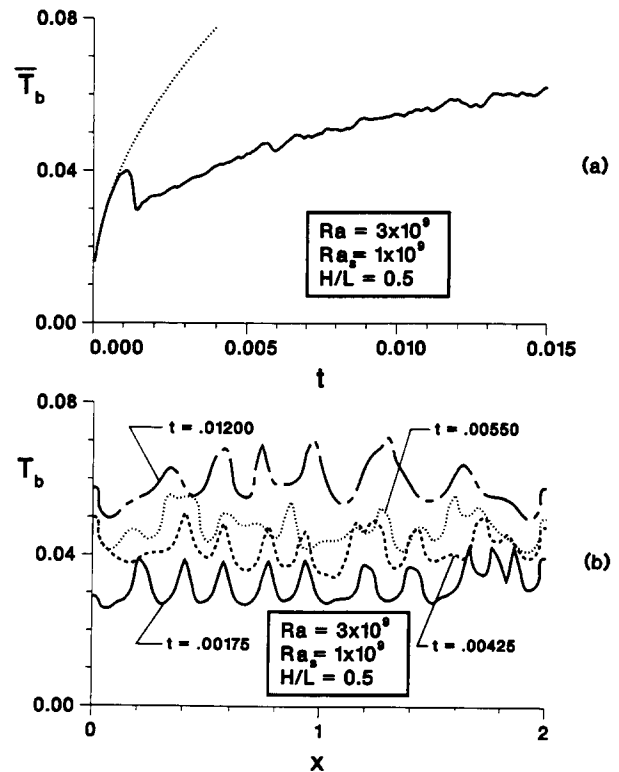 0.08
T̅b
0.04
(a)
Ra = 3x10⁹
Raₛ= 1x10⁹
H/L = 0.5
0.00
0.000 0.005 0.010 0.015
t
0.08
t = .01200
t = .00550
Tb
0.04
(b)
t = .00175
t = .00425
Ra = 3x10⁹
Raₛ= 1x10⁹
H/L = 0.5
0.00
0 1 2
x